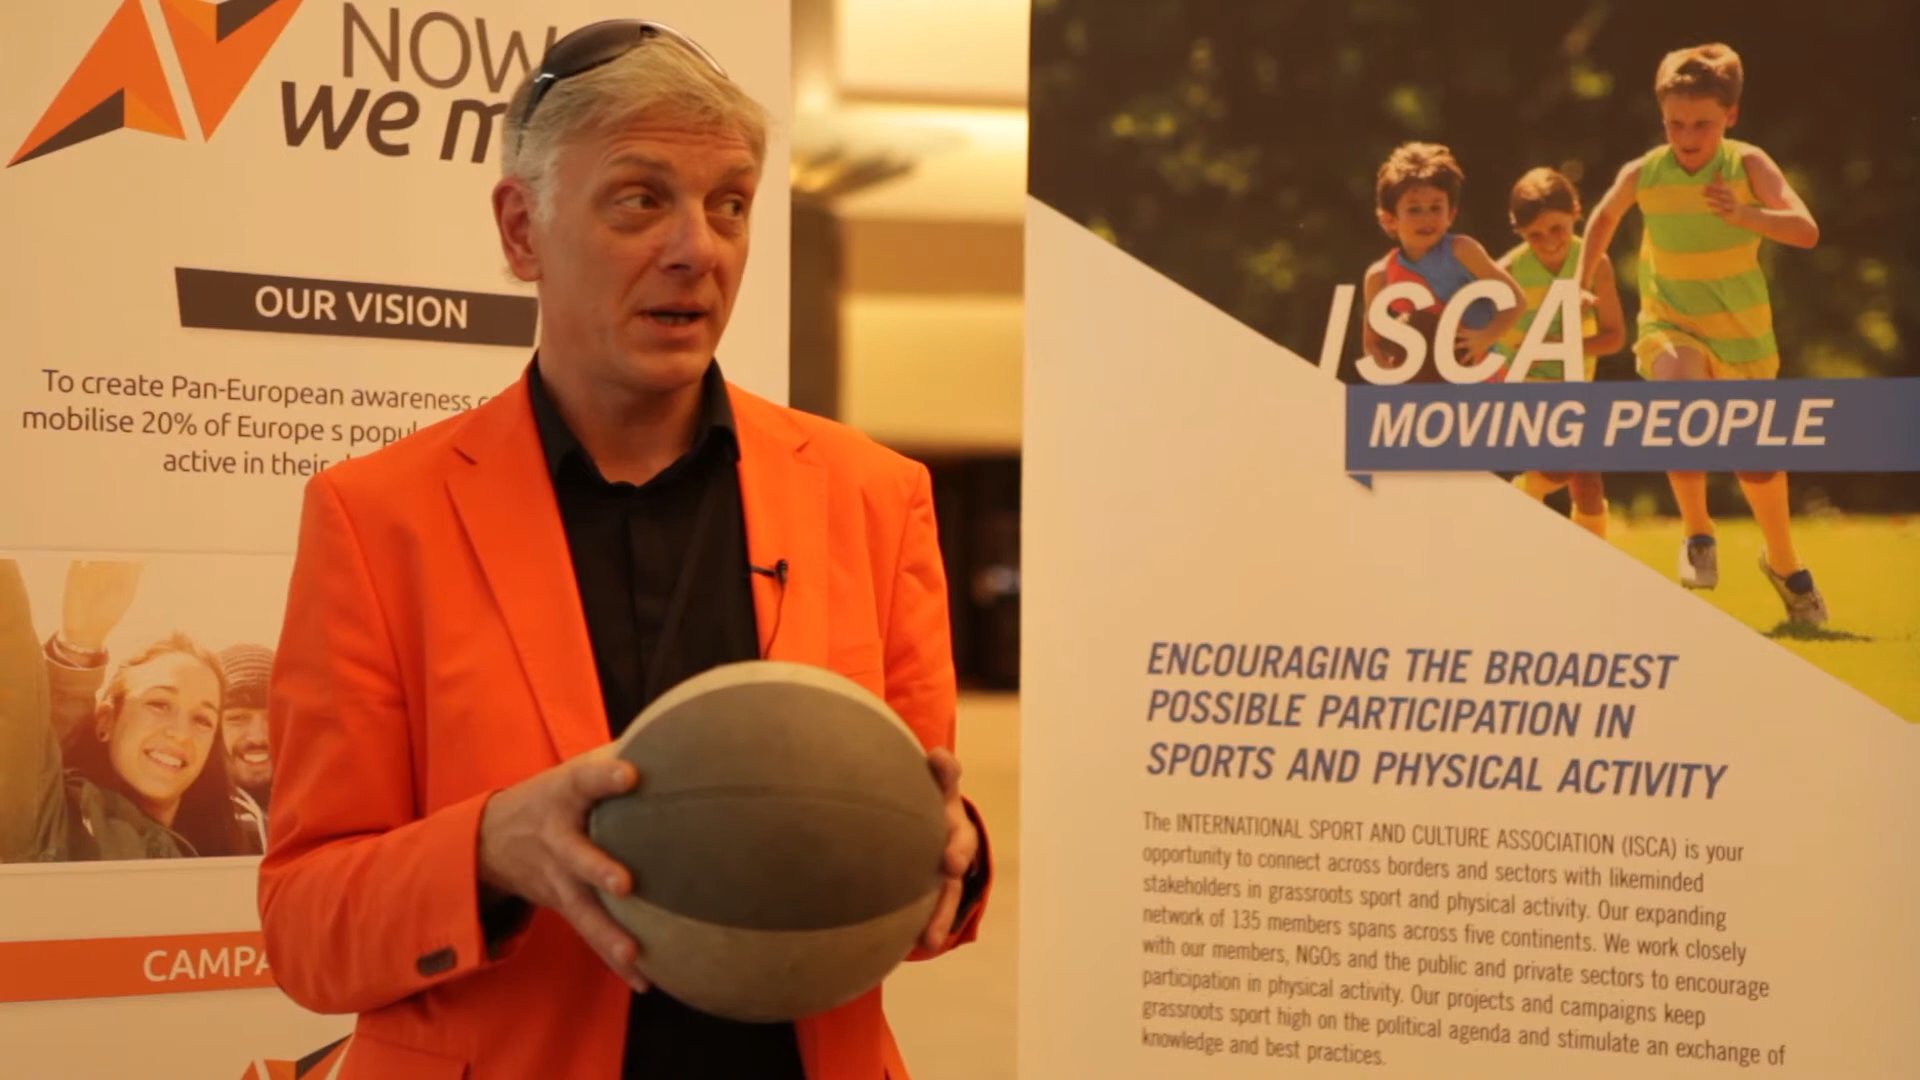 NOW
we m
OUR VISION
To create Pan-European awareness
mobilise 20% of Europe s
active in their
CAMPA
ISCA
MOVING PEOPLE
ENCOURAGING THE BROADEST
POSSIBLE PARTICIPATION IN
SPORTS AND PHYSICAL ACTIVITY
The INTERNATIONAL SPORT AND CULTURE ASSOCIATION (ISCA) is your
opportunity to connect across borders and sectors with likeminded
stakeholders in grassroots sport and physical activity. Our expanding
network of 135 members spans across five continents. We work closely
with our members, NGOs and the public and private sectors to encourage
participation in physical activity. Our projects and campaigns keep
grassroots sport high on the political agenda and stimulate an exchange of
knowledge and best practices.